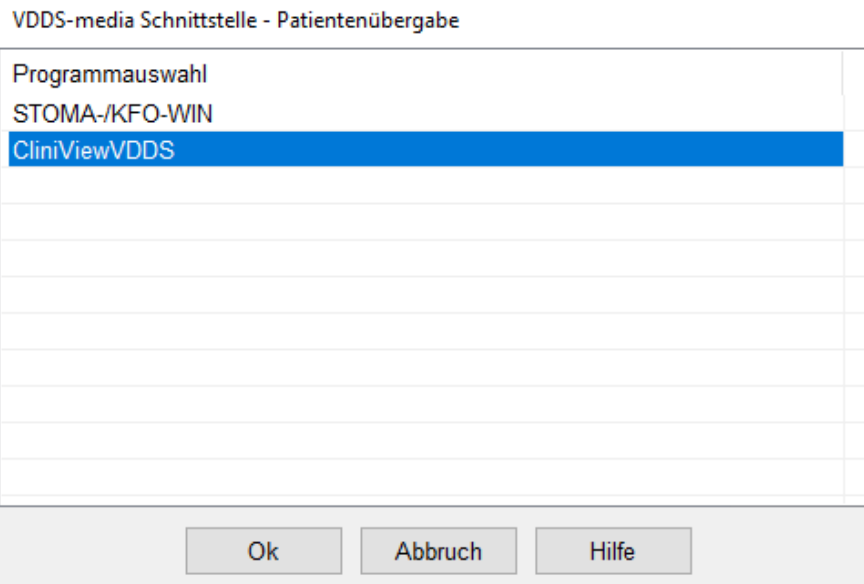 VDDS-media Schnittstelle - Patientenübergabe
Programmauswahl
STOMA-/KFO-WIN
CliniViewVDDS
Ok Abbruch Hilfe